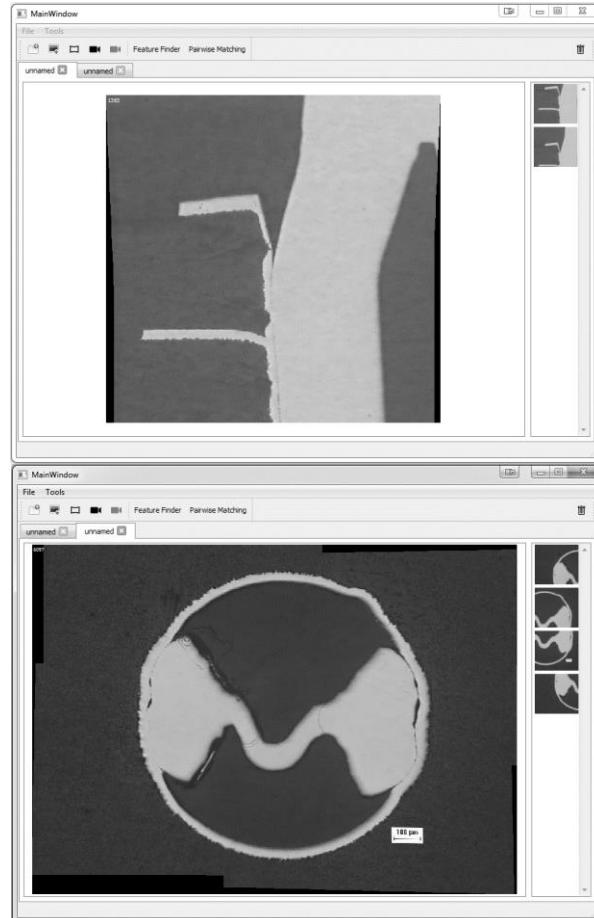 MainWindow
File Tools
Feature Finder Pairwise Matching
unnamed unnamed
MainWindow
File Tools
Feature Finder Pairwise Matching
unnamed unnamed
100 µm